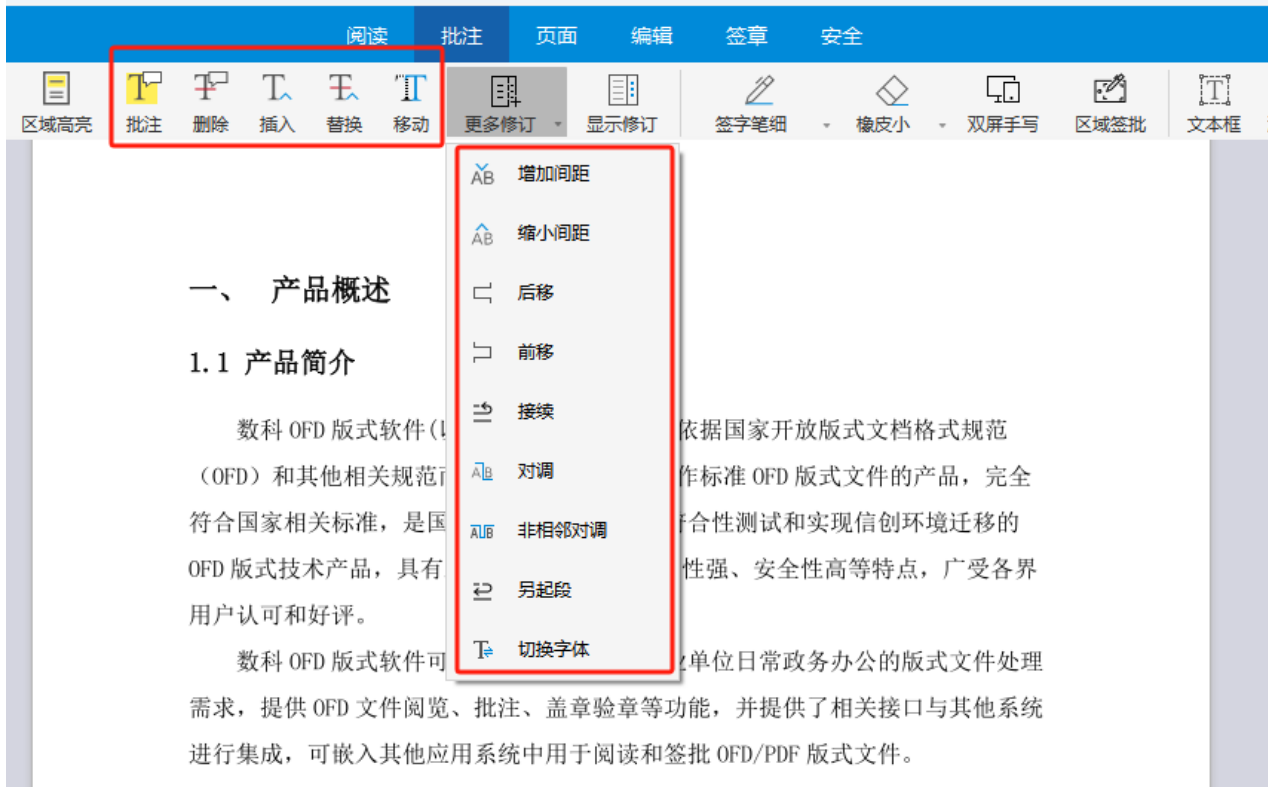 阅读 批注 页面 编辑 签章 安全
区域高亮 批注 删除 插入 替换 移动 更多修订 显示修订 签字笔细 橡皮小 双屏手写 区域签批 文本框
增加间距
缩小间距
后移
前移
接续
对调
非相邻对调
另起段
切换字体
一、 产品概述
1.1 产品简介
数科 OFD 版式软件( 依据国家开放版式文档格式规范
（OFD）和其他相关规范 作标准 OFD 版式文件的产品，完全
符合国家相关标准，是国 符合性测试和实现信创环境迁移的
OFD 版式技术产品，具有 性强、安全性高等特点，广受各界
用户认可和好评。
数科 OFD 版式软件可 单位日常政务办公的版式文件处理
需求，提供 OFD 文件阅览、批注、盖章验章等功能，并提供了相关接口与其他系统
进行集成，可嵌入其他应用系统中用于阅读和签批 OFD/PDF 版式文件。